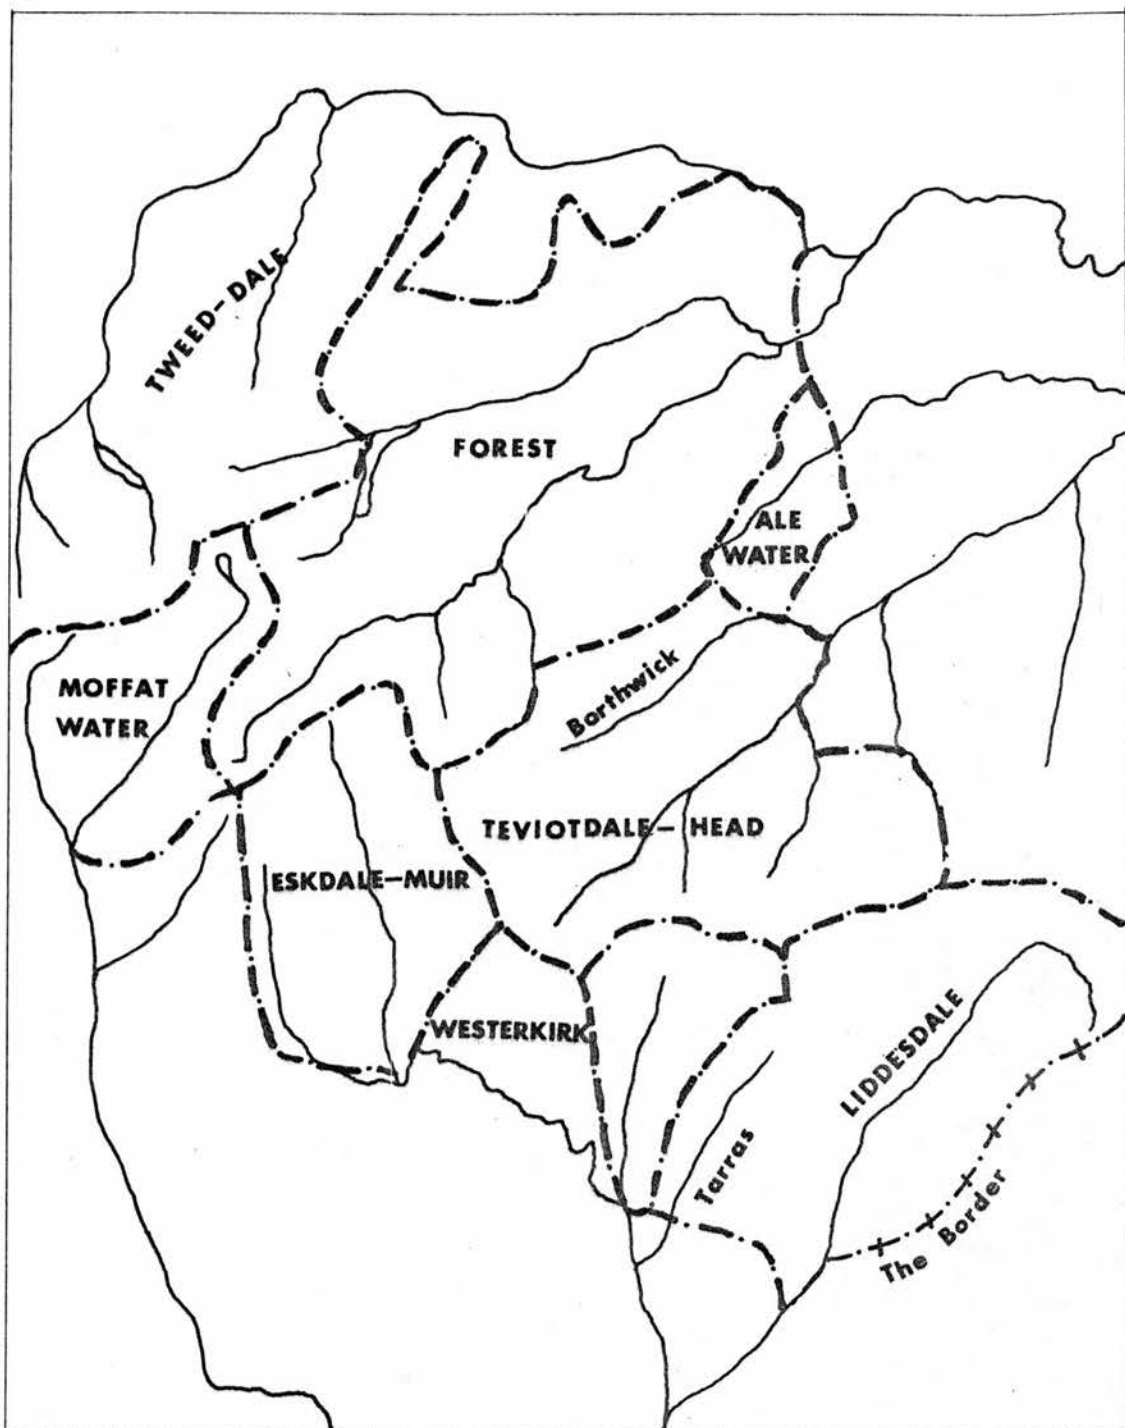 TWEED-DALE
FOREST
ALE
WATER
MOFFAT
WATER
Borthwick
TEVIOTDALE-HEAD
ESKDALE-MUIR
WESTERKIRK
LIDDESDALE
Tarras
The Border